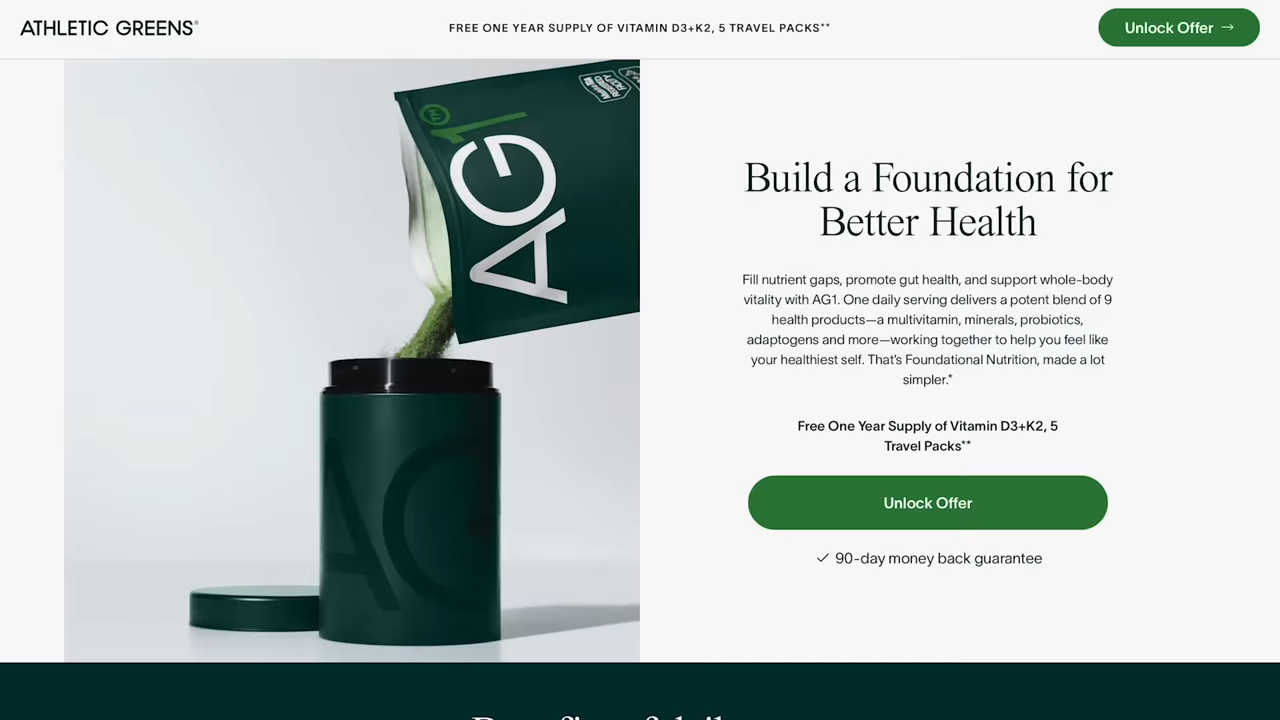 ATHLETIC GREENS®
FREE ONE YEAR SUPPLY OF VITAMIN D3+K2, 5 TRAVEL PACKS**
Unlock Offer →
AG1™
AG
Build a Foundation for
Better Health
Fill nutrient gaps, promote gut health, and support whole-body
vitality with AG1. One daily serving delivers a potent blend of 9
health products—a multivitamin, minerals, probiotics,
adaptogens and more—working together to help you feel like
your healthiest self. That's Foundational Nutrition, made a lot
simpler.*
Free One Year Supply of Vitamin D3+K2, 5
Travel Packs**
Unlock Offer
✓ 90-day money back guarantee